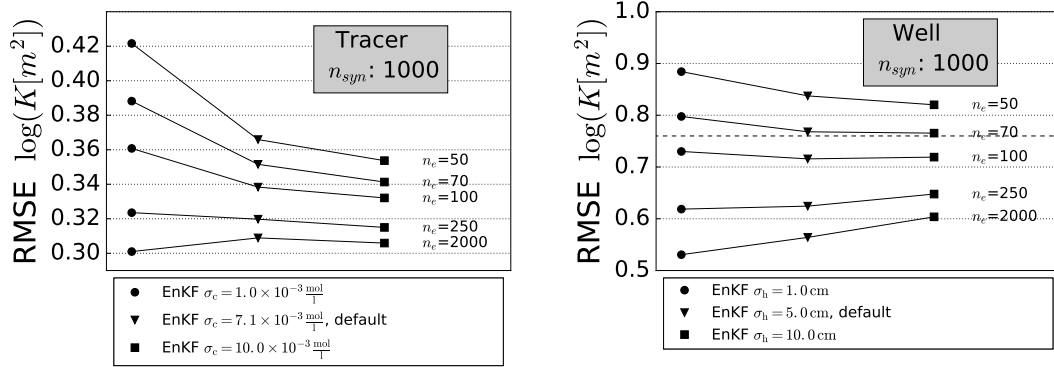 RMSE log(K[m²])
0.42
0.40
0.38
0.36
0.34
0.32
0.30
Tracer
n_syn: 1000
n_e=50
n_e=70
n_e=100
n_e=250
n_e=2000
EnKF σ_c = 1.0 × 10⁻³ mol/l
EnKF σ_c = 7.1 × 10⁻³ mol/l, default
EnKF σ_c = 10.0 × 10⁻³ mol/l
RMSE log(K[m²])
1.0
0.9
0.8
0.7
0.6
0.5
Well
n_syn: 1000
n_e=50
n_e=70
n_e=100
n_e=250
n_e=2000
EnKF σ_h = 1.0 cm
EnKF σ_h = 5.0 cm, default
EnKF σ_h = 10.0 cm